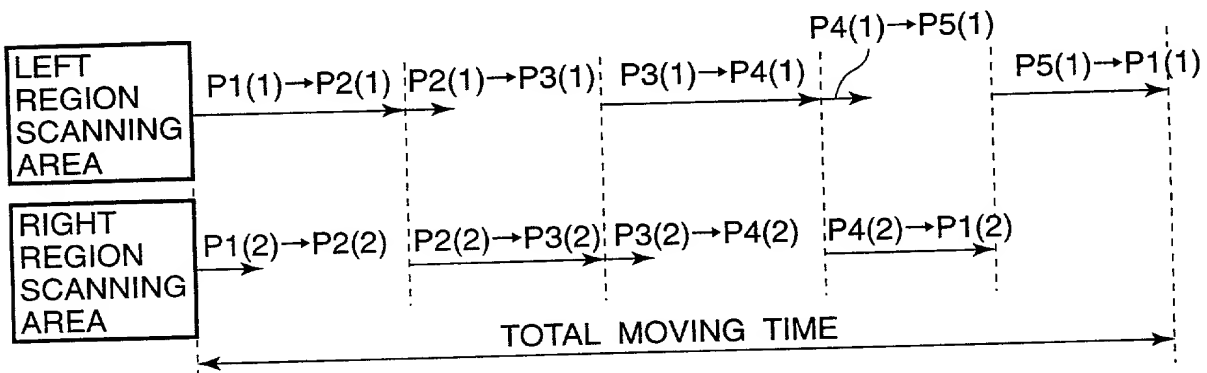 P4(1)→P5(1)
LEFT
REGION
SCANNING
AREA
P1(1)→P2(1)
P2(1)→P3(1)
P3(1)→P4(1)
P5(1)→P1(1)
RIGHT
REGION
SCANNING
AREA
P1(2)→P2(2)
P2(2)→P3(2)
P3(2)→P4(2)
P4(2)→P1(2)
TOTAL MOVING TIME